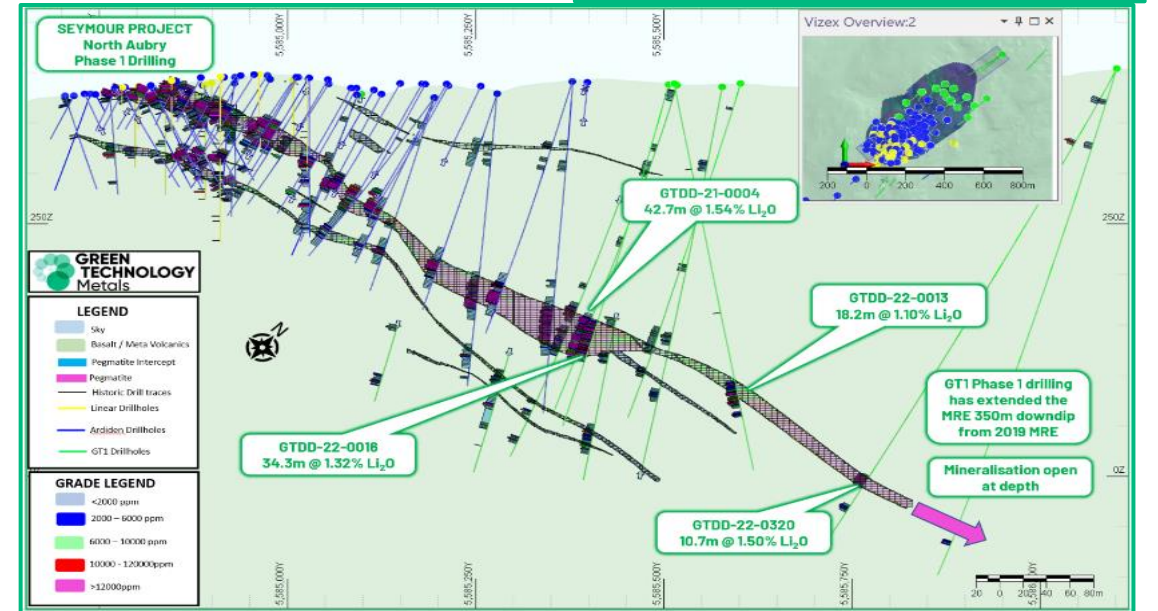 SEYMOUR PROJECT
North Aubry
Phase 1 Drilling
5,585,000Y
5,585,250Y
5,585,500Y
Vizex Overview:2
200 0 200 400 600 800m
GTDD-21-0004
42.7m @ 1.54% Li₂O
250Z
250Z
GREEN
TECHNOLOGY
Metals
GTDD-22-0013
18.2m @ 1.10% Li₂O
LEGEND
Sky
Basalt / Meta Volcanics
Pegmatite Intercept
Pegmatite
Historic Drill traces
Linear Drillholes
Ardiden Drillholes
GT1 Drillholes
N
GT1 Phase 1 drilling
has extended the
MRE 350m downdip
from 2019 MRE
GTDD-22-0016
34.3m @ 1.32% Li₂O
Mineralisation open
at depth
0Z
GRADE LEGEND
<2000 ppm
2000 – 6000 ppm
6000 – 10000 ppm
10000 - 120000ppm
>12000ppm
GTDD-22-0320
10.7m @ 1.50% Li₂O
5,585,000Y
5,585,250Y
5,585,500Y
5,585,750Y
20 0 20 40 60 80m